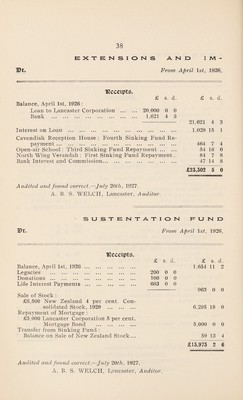 38
EXTENSIONS AND IM-
Dr. From April 1st, 1926,
Receipts.
£ s. d. £ s. d.
Balance, April 1st, 1926:
Loan to Lancaster Corporation ... ... 20,000 0 0
Bank ... ... ... ... ... ... 1,621 4 3
21,621 4 3
Interest on Loan ... ... ... ... ... ... 1,028 15 1
Cavendish Reception House: Fourth Sinking Fund Re-
payment ... ... ... ... ... ... 464 7 4
Open-air School: Third Sinking Fund Repayment ...
North Wing Verandah: First Sinking Fund Repayment . 84 7 8
Bank Interest and Commission... ... ... ... 47 14 8
£23,302 5 0
Audited and found correct.—July 20th, 1927.
A. B. S. WELCH, Lancaster, Auditor.
SUSTENTATION FUND
Dr. From April 1st, 1926,
Receipts.
£ s d. £ s d.
Balance, April 1st, 1926 ... ... ... ... 1,654 11 2
Legacies ... ... ... ... ... 200 0 0
Donations ... ... ... ... ... 100 0 0
Life Interest Payments ... ... ... ... 663 0 0
963 0 0
Sale of Stock:
£6,500 New Zealand 4 per cent. Con-
solidated Stock, 1929 ... ... ... 6,295 18 0
Repayment of Mortgage:
£5,000 Lancaster Corporation 5 per cent.
Mortgage Bond ... ... ... ... 5,000 0 0
Transfer from Sinking Fund:
Balance on Sale of New Zealand Stock ... 59 13 4
£13,973 2 6
Audited and found correct.—July 20th, 1927.
A. B. S. WELCH, Lancaster, Auditor.